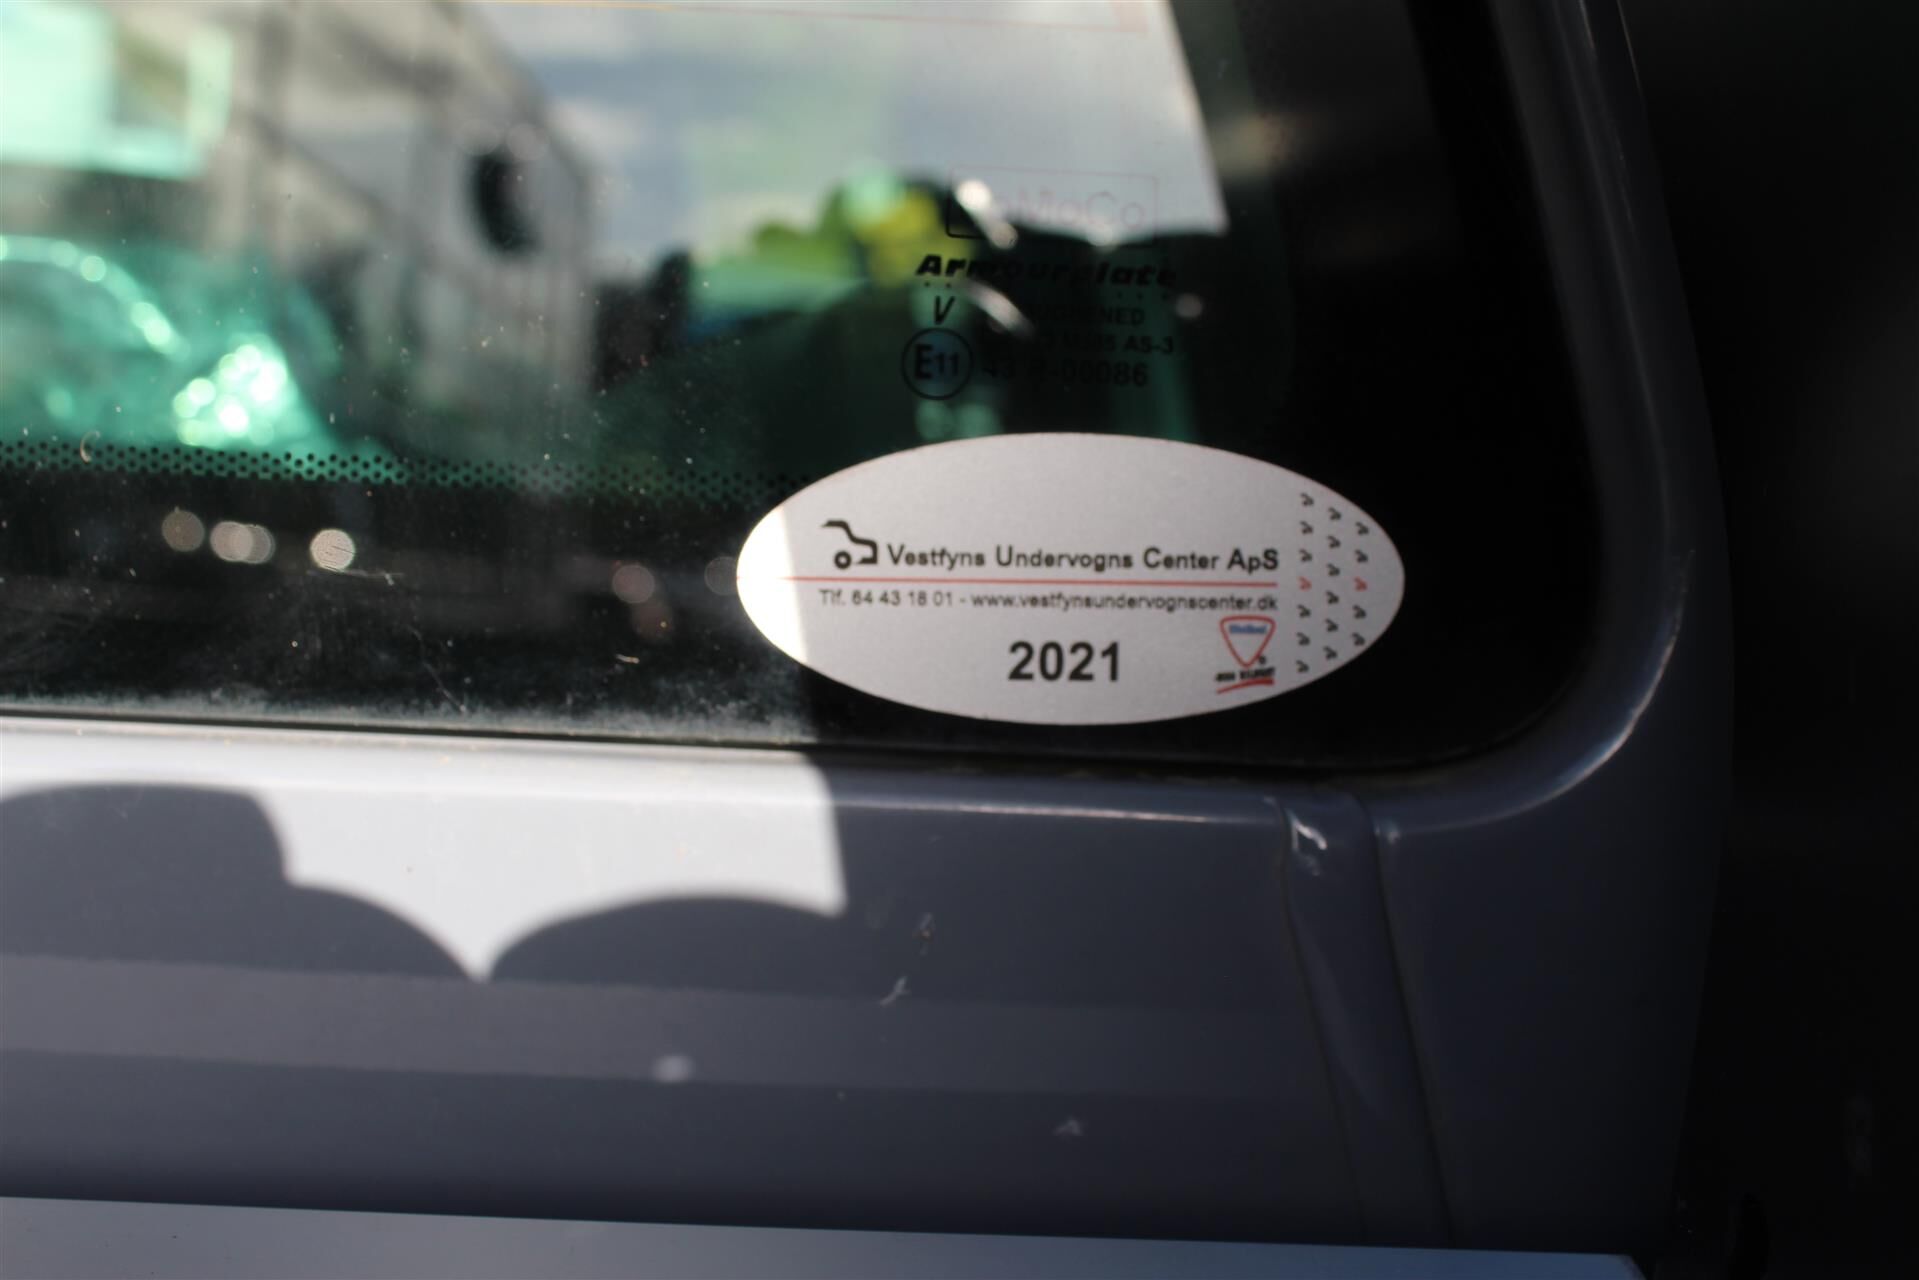 Armourplate
V
E11
Vestfyns Undervogns Center ApS
Tlf. 64 43 18 01 - www.vestfynsundervognscenter.dk
2021